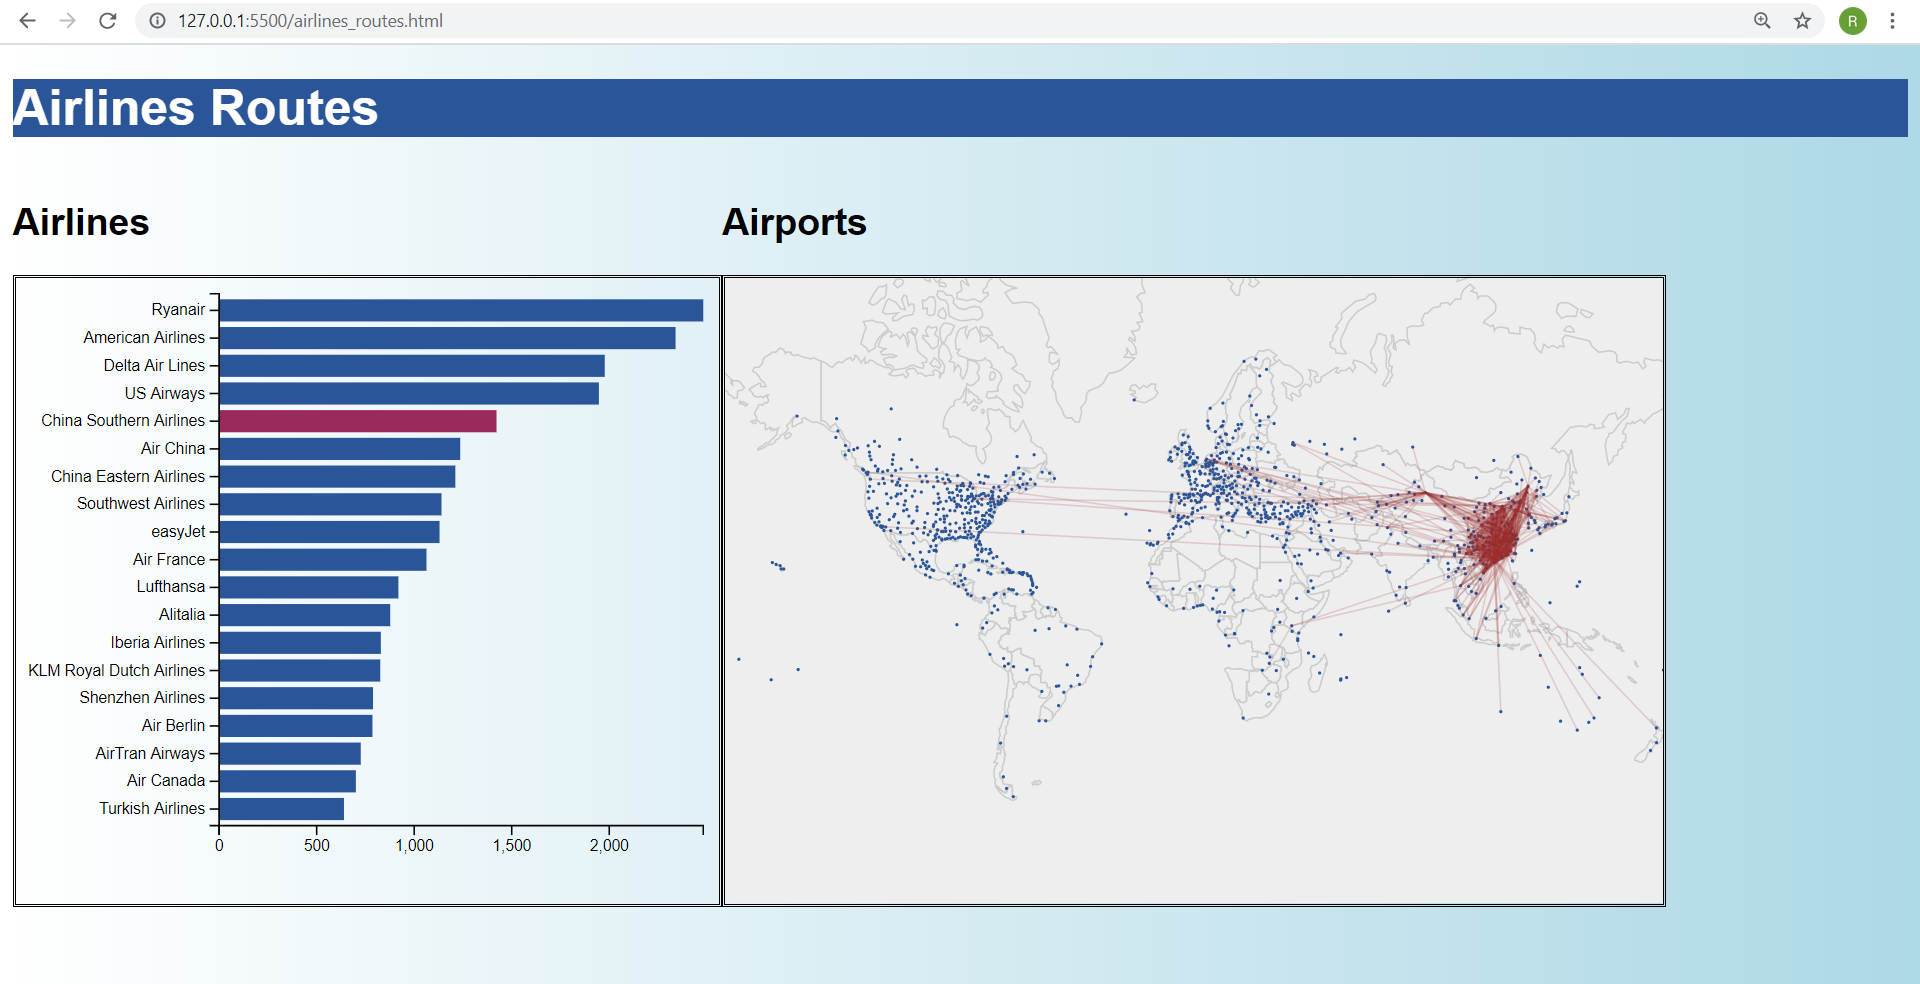 127.0.0.1:5500/airlines_routes.html
R
Airlines Routes
Airlines
Airports
Ryanair
American Airlines
Delta Air Lines
US Airways
China Southern Airlines
Air China
China Eastern Airlines
Southwest Airlines
easyJet
Air France
Lufthansa
Alitalia
Iberia Airlines
KLM Royal Dutch Airlines
Shenzhen Airlines
Air Berlin
AirTran Airways
Air Canada
Turkish Airlines
0 500 1,000 1,500 2,000